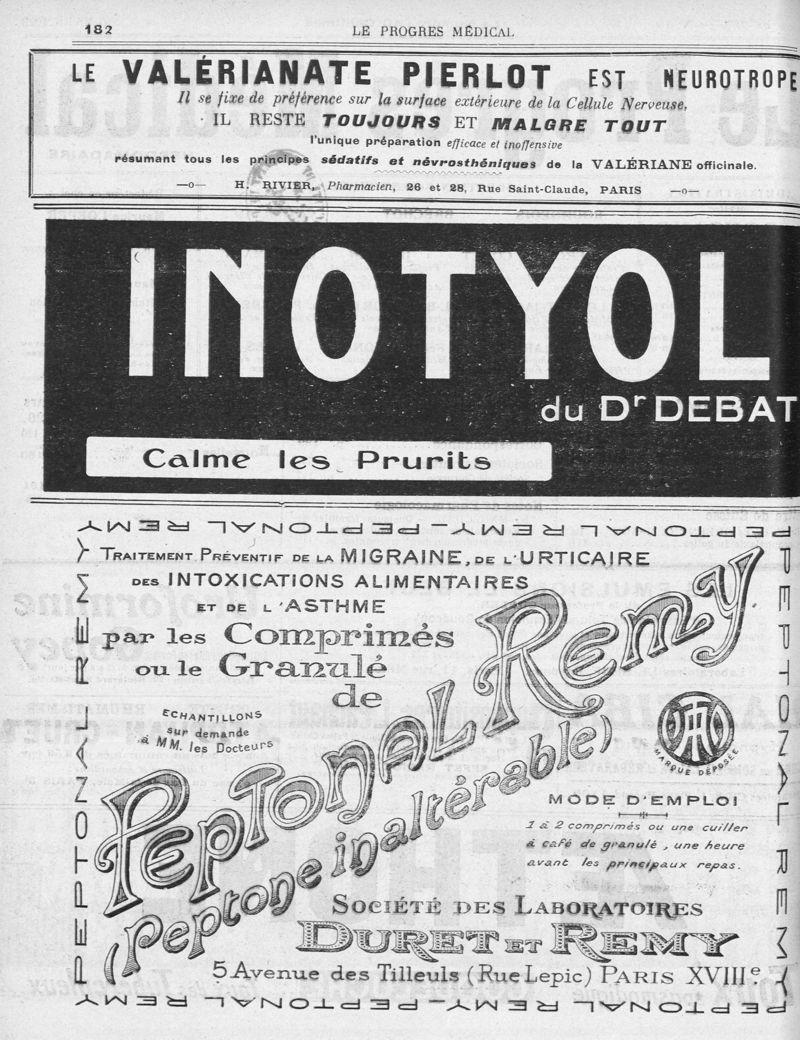 182
LE PROGRES MÉDICAL
LE VALÉRIANATE PIERLOT EST NEUROTROPE
Il se fixe de préférence sur la surface extérieure de la Cellule Nerveuse,
IL RESTE TOUJOURS ET MALGRE TOUT
l'unique préparation efficace et inoffensive
résumant tous les principes sédatifs et névrosthéniques de la VALÉRIANE officinale.
—o— H. RIVIER, Pharmacien, 26 et 28, Rue Saint-Claude, PARIS —o—
INOTYOL
du Dr DEBAT
Calme les Prurits
PEPTONAL REMY-PEPTONAL REMY
TRAITEMENT PRÉVENTIF DE LA MIGRAINE, DE L'URTICAIRE
DES INTOXICATIONS ALIMENTAIRES
ET DE L'ASTHME
par les Comprimés
ou le Granulé
de
PEPTONAL REMY
(Peptone inaltérable)
ECHANTILLONS
sur demande
à MM. les Docteurs
MARQUE DÉPOSÉE
MODE D'EMPLOI
1 à 2 comprimés ou une cuiller
à café de granulé, une heure
avant les principaux repas.
SOCIÉTÉ DES LABORATOIRES
DURET ET REMY
5 Avenue des Tilleuls (Rue Lepic) PARIS XVIIIe
PEPTONAL REMY
PEPTONAL REMY
PEPTONAL REMY-PEPTONAL REMY